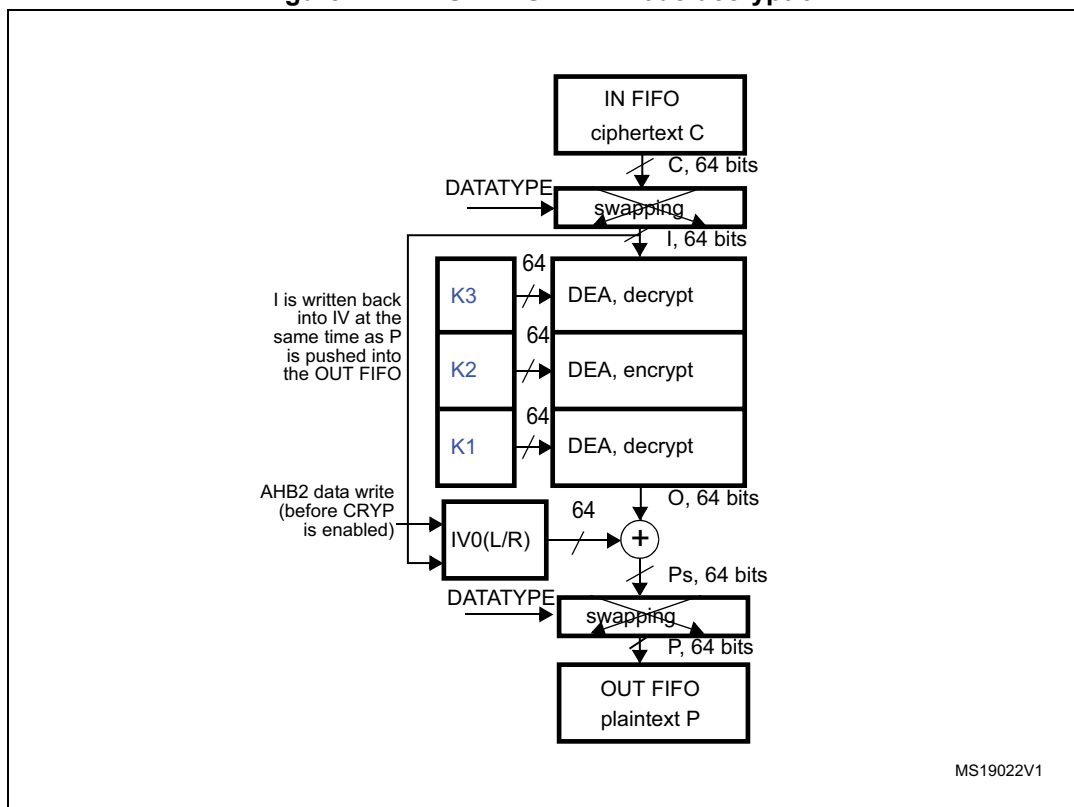 IN FIFO
ciphertext C
C, 64 bits
DATATYPE
swapping
I, 64 bits
64
K3
DEA, decrypt
I is written back
into IV at the
same time as P
is pushed into
the OUT FIFO
64
K2
DEA, encrypt
64
K1
DEA, decrypt
AHB2 data write
(before CRYP
is enabled)
O, 64 bits
IV0(L/R)
64
+
Ps, 64 bits
DATATYPE
swapping
P, 64 bits
OUT FIFO
plaintext P
MS19022V1